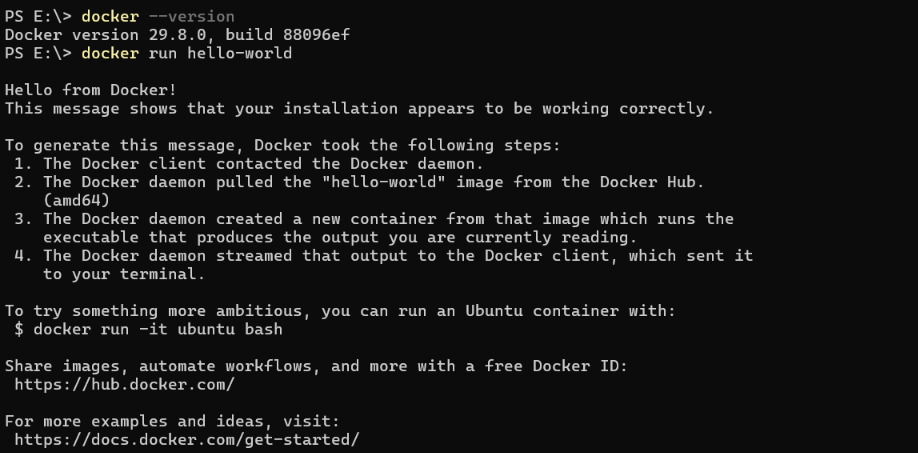 PS E:\> docker --version
Docker version 29.8.0, build 88096ef
PS E:\> docker run hello-world

Hello from Docker!
This message shows that your installation appears to be working correctly.

To generate this message, Docker took the following steps:
 1. The Docker client contacted the Docker daemon.
 2. The Docker daemon pulled the "hello-world" image from the Docker Hub.
    (amd64)
 3. The Docker daemon created a new container from that image which runs the
    executable that produces the output you are currently reading.
 4. The Docker daemon streamed that output to the Docker client, which sent it
    to your terminal.

To try something more ambitious, you can run an Ubuntu container with:
 $ docker run -it ubuntu bash

Share images, automate workflows, and more with a free Docker ID:
 https://hub.docker.com/

For more examples and ideas, visit:
 https://docs.docker.com/get-started/